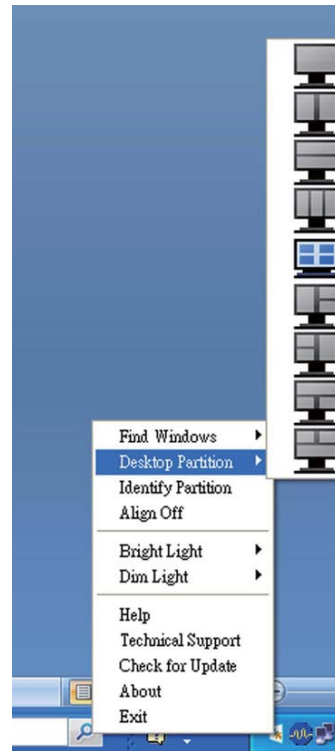 Find Windows
Desktop Partition
Identify Partition
Align Off
Bright Light
Dim Light
Help
Technical Support
Check for Update
About
Exit